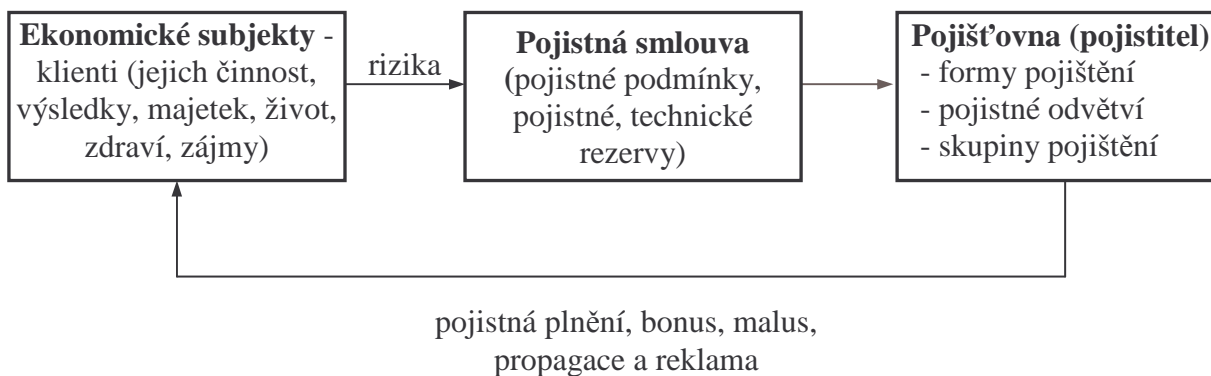 Ekonomické subjekty -
klienti (jejich činnost,
výsledky, majetek, život,
zdraví, zájmy)
rizika
Pojistná smlouva
(pojistné podmínky,
pojistné, technické
rezervy)
Pojišťovna (pojistitel)
- formy pojištění
- pojistné odvětví
- skupiny pojištění
pojistná plnění, bonus, malus,
propagace a reklama